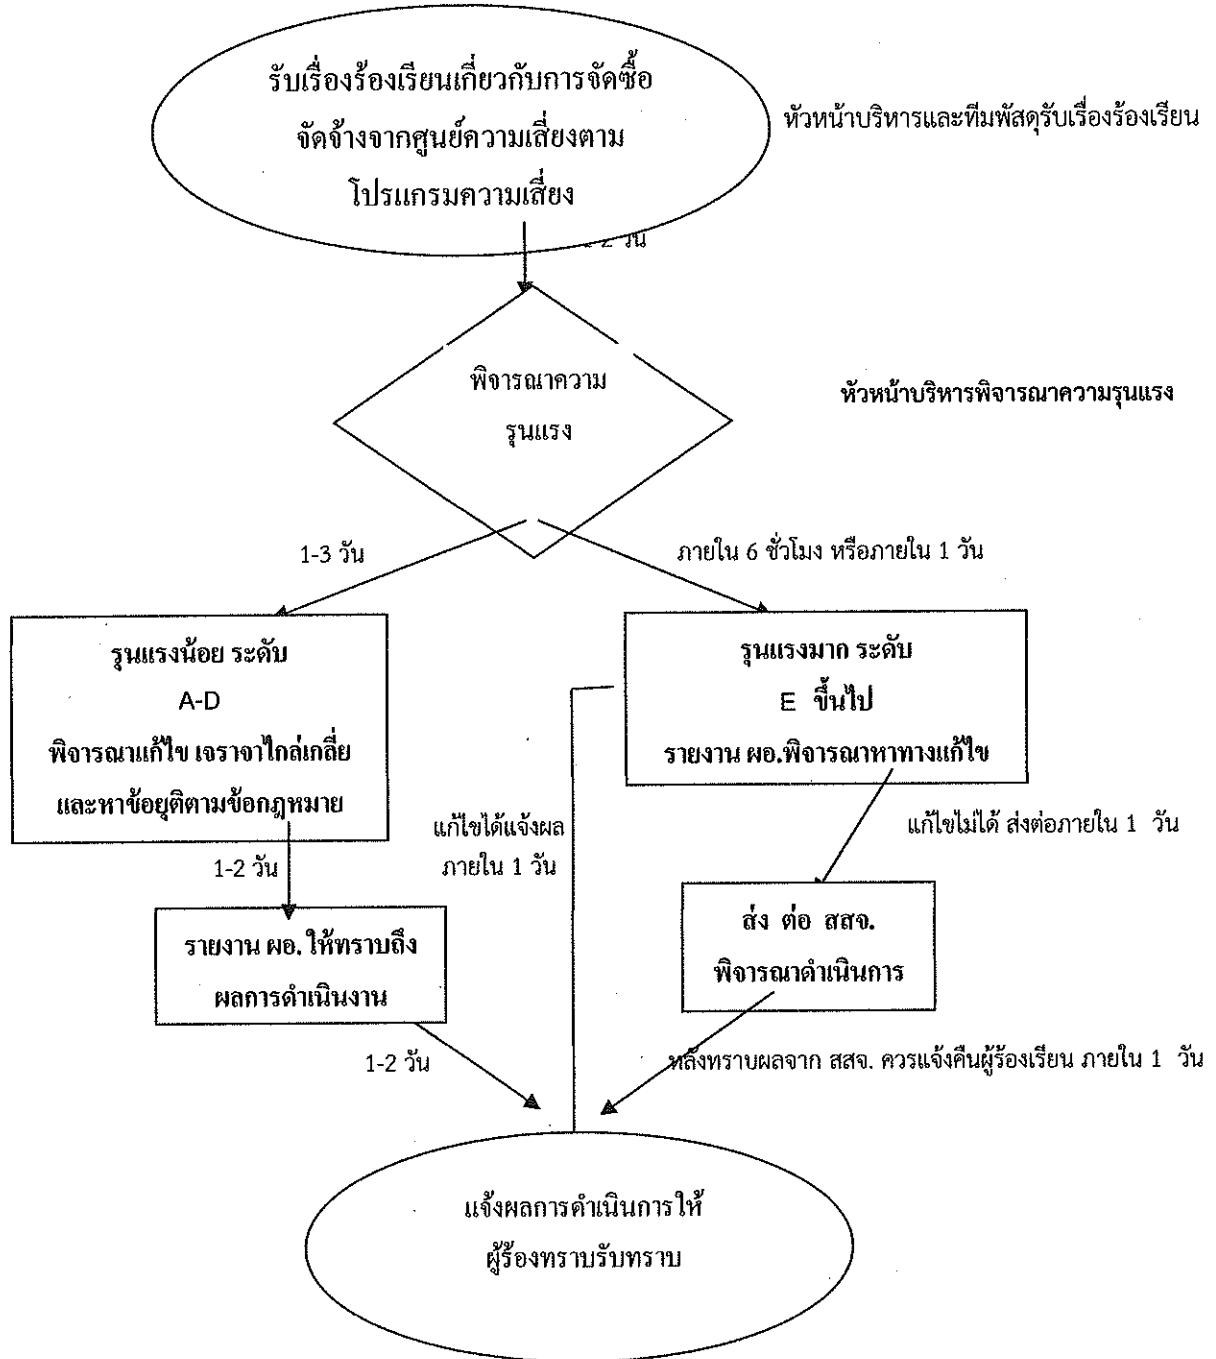 รับเรื่องร้องเรียนเกี่ยวกับการจัดซื้อ
จัดจ้างจากศูนย์ความเสี่ยงตาม
โปรแกรมความเสี่ยง
หัวหน้าบริหารและทีมพัสดุรับเรื่องร้องเรียน
2 วัน
พิจารณาความ
รุนแรง
หัวหน้าบริหารพิจารณาความรุนแรง
1-3 วัน
ภายใน 6 ชั่วโมง หรือภายใน 1 วัน
รุนแรงน้อย ระดับ
A-D
พิจารณาแก้ไข เจราจาไกล่เกลี่ย
และหาข้อยุติตามข้อกฎหมาย
รุนแรงมาก ระดับ
E ขึ้นไป
รายงาน ผอ.พิจารณาหาทางแก้ไข
แก้ไขได้แจ้งผล
ภายใน 1 วัน
แก้ไขไม่ได้ ส่งต่อภายใน 1 วัน
1-2 วัน
รายงาน ผอ. ให้ทราบถึง
ผลการดำเนินงาน
ส่ง ต่อ สสจ.
พิจารณาดำเนินการ
1-2 วัน
หลังทราบผลจาก สสจ. ควรแจ้งคืนผู้ร้องเรียน ภายใน 1 วัน
แจ้งผลการดำเนินการให้
ผู้ร้องทราบรับทราบ